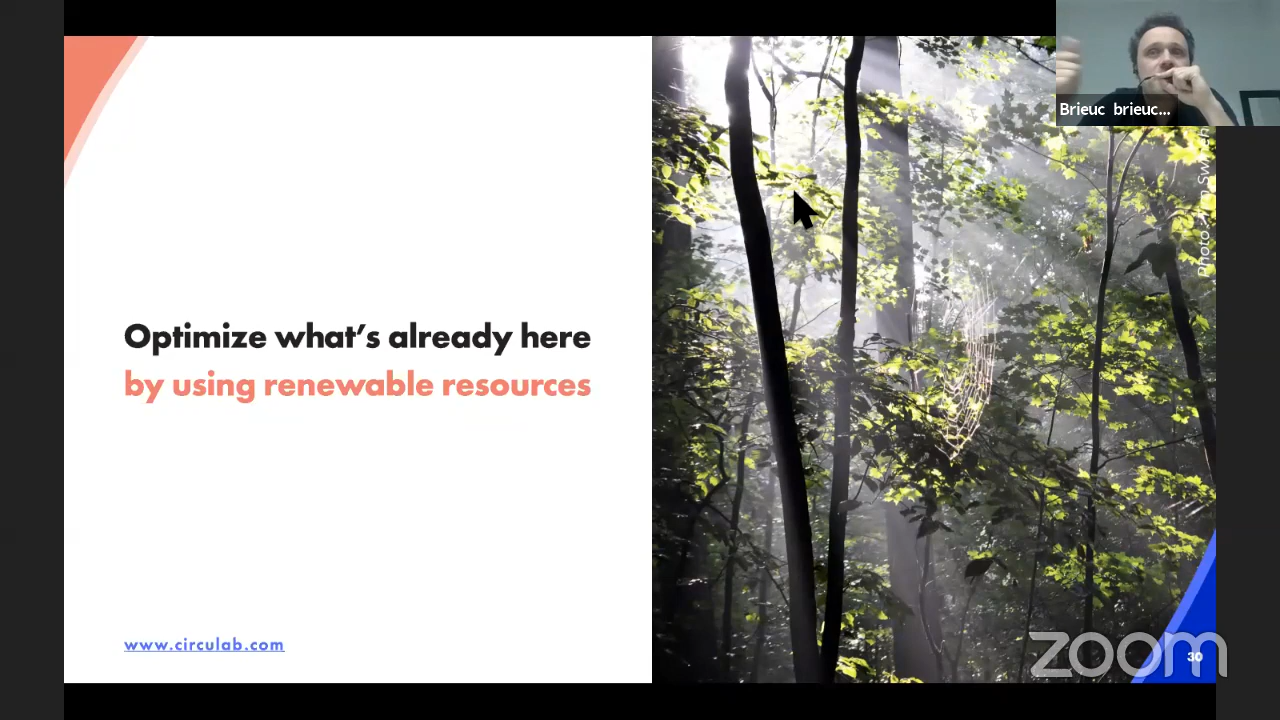 Brieuc brieuc...
Optimize what's already here
by using renewable resources
www.circulab.com
zoom
30